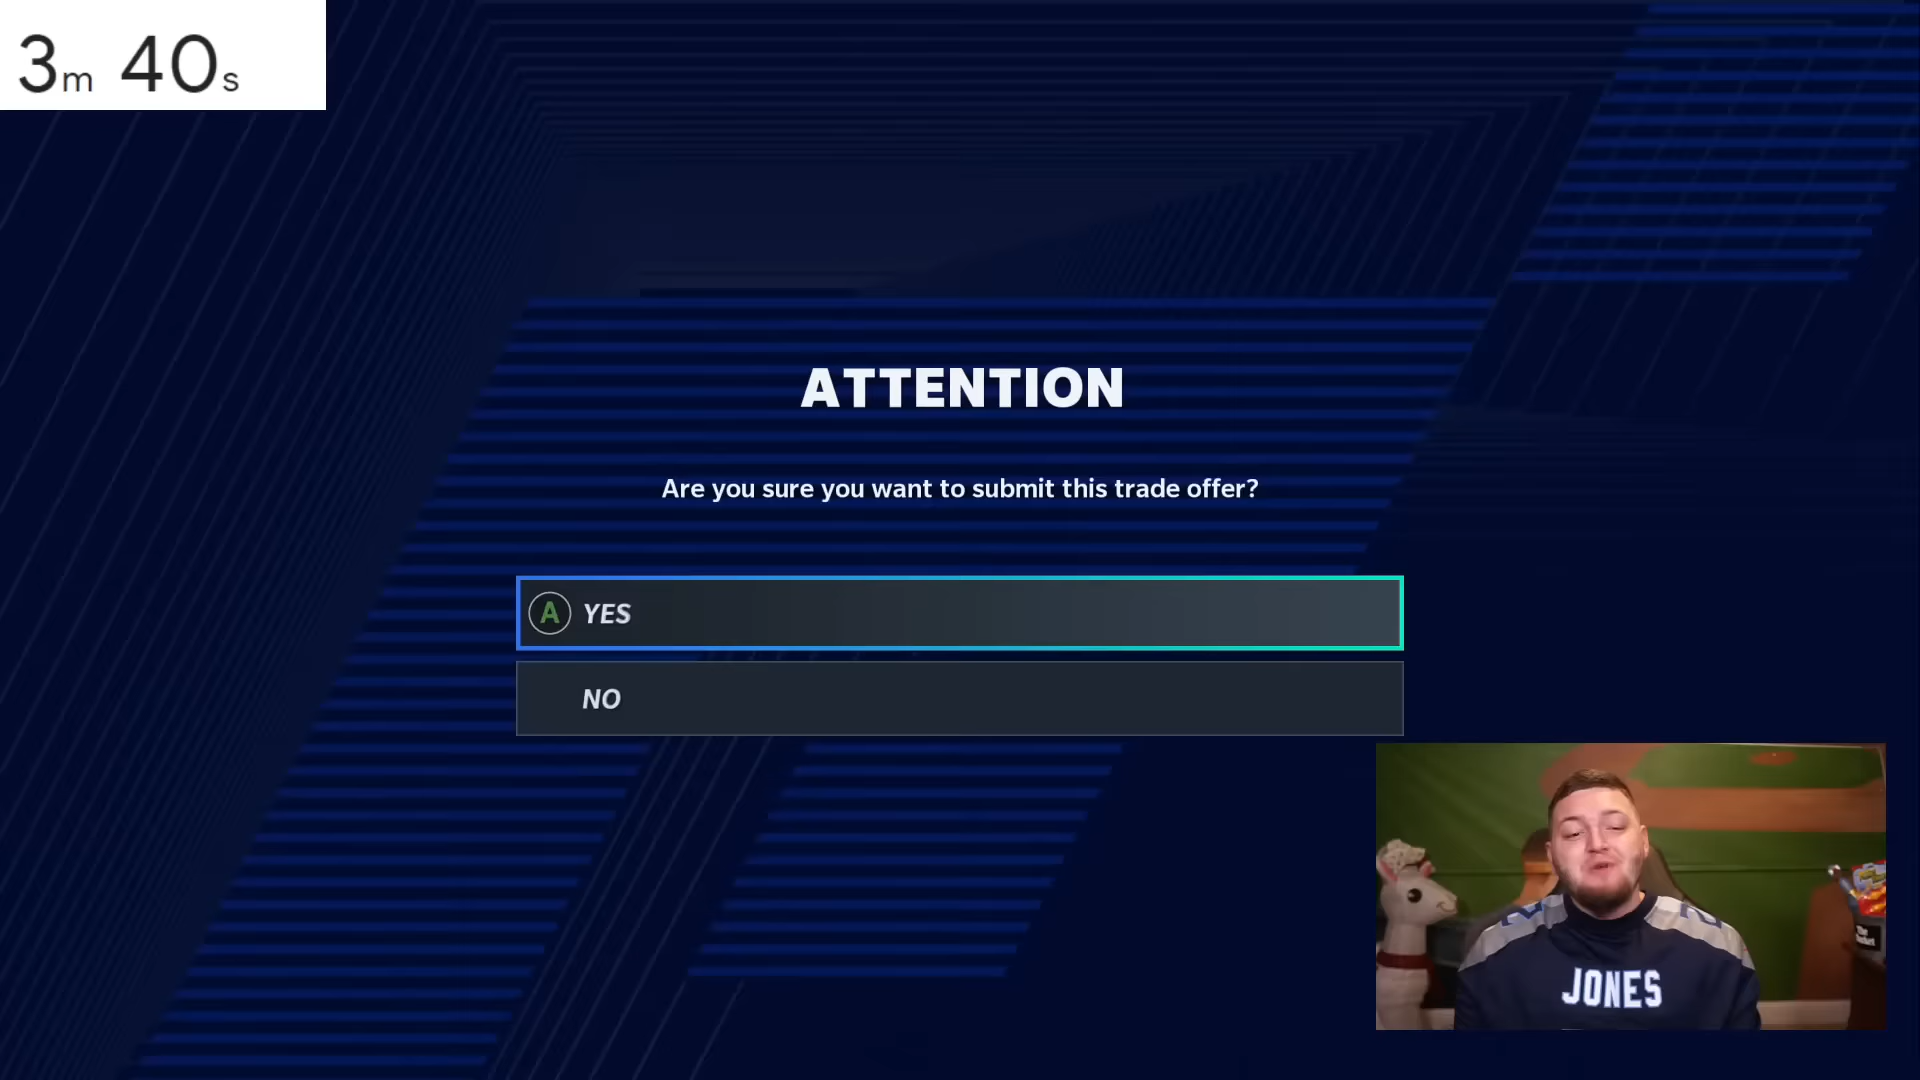 3m 40s
ATTENTION
Are you sure you want to submit this trade offer?
A YES
NO
JONES